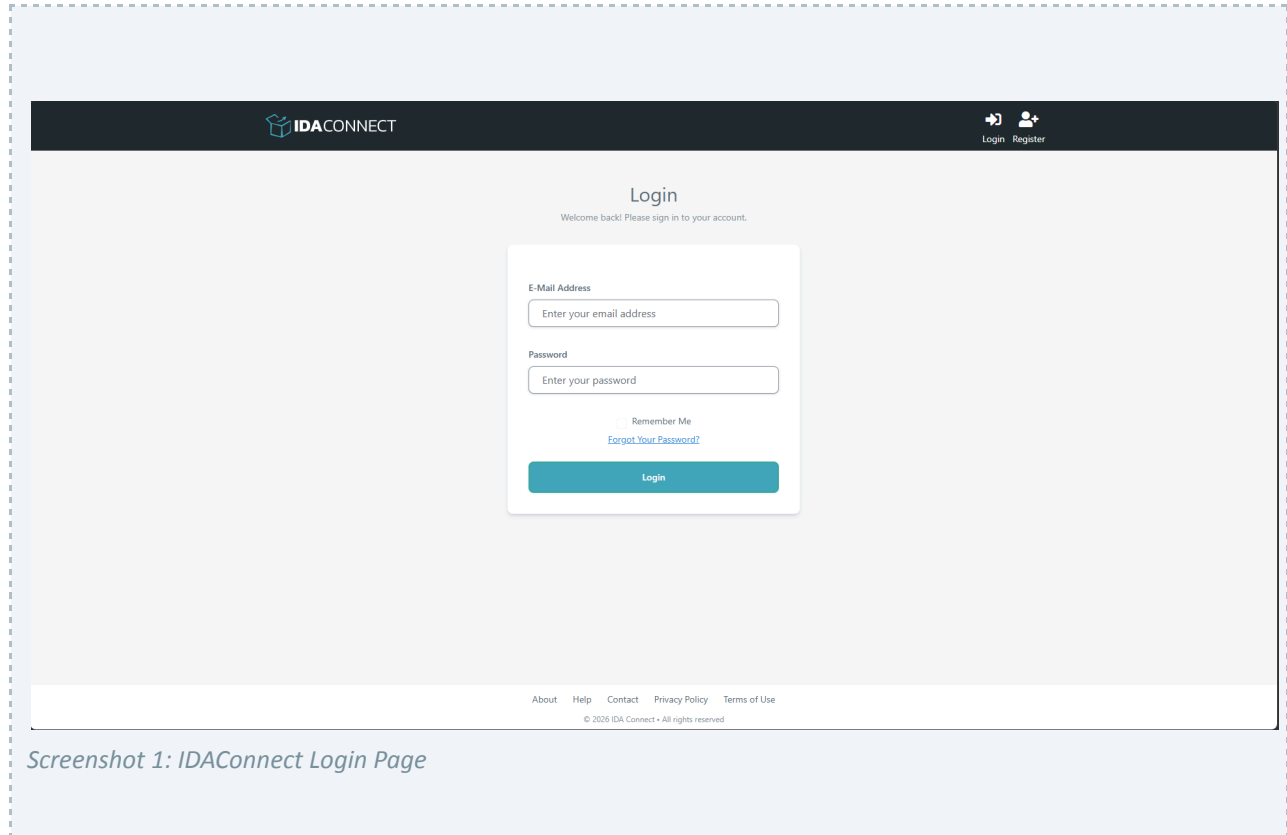 IDACONNECT
Login Register
Login
Welcome back! Please sign in to your account.
E-Mail Address
Enter your email address
Password
Enter your password
Remember Me
Forgot Your Password?
Login
About Help Contact Privacy Policy Terms of Use
© 2026 IDA Connect • All rights reserved
Screenshot 1: IDAConnect Login Page